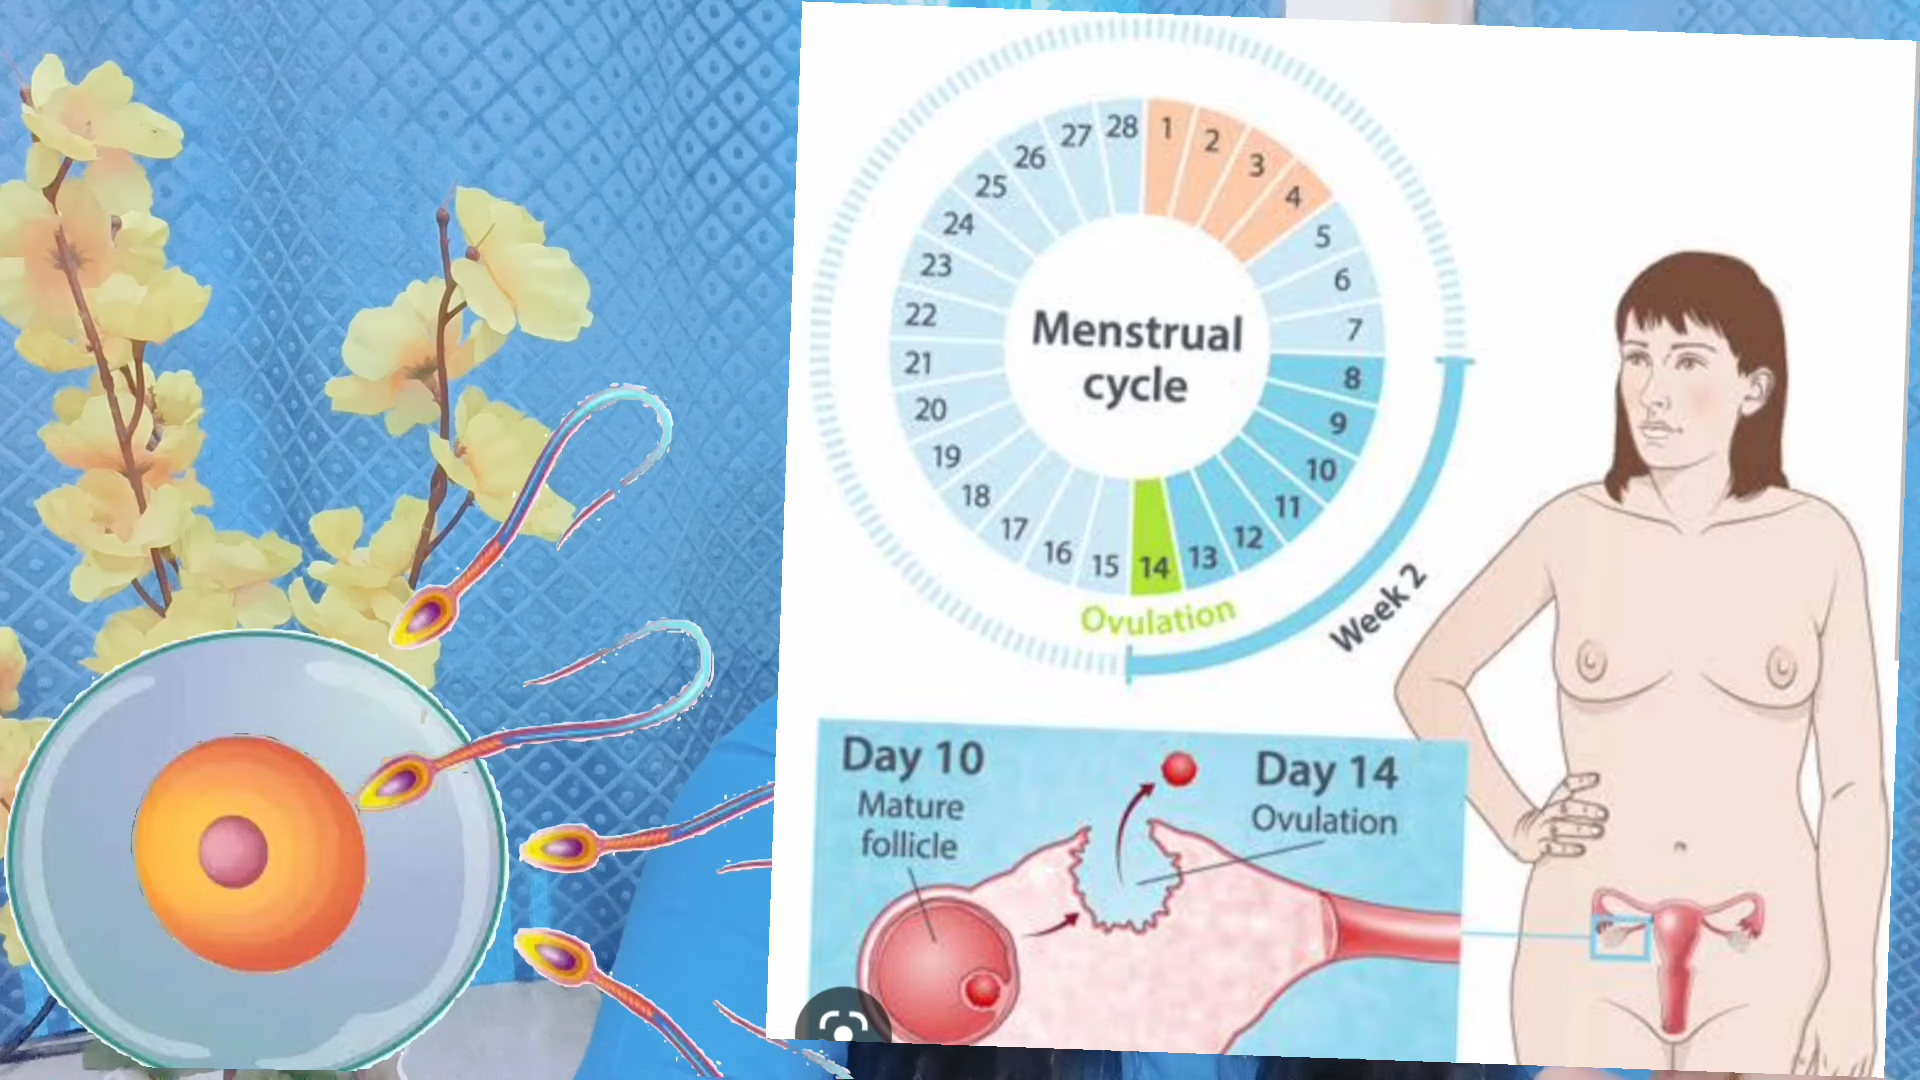 28 1 2 3 4 5 6 7 8 9 10 11 12 13 14 15 16 17 18 19 20 21 22 23 24 25 26 27
Menstrual
cycle
Ovulation
Week 2
Day 10
Mature
follicle
Day 14
Ovulation